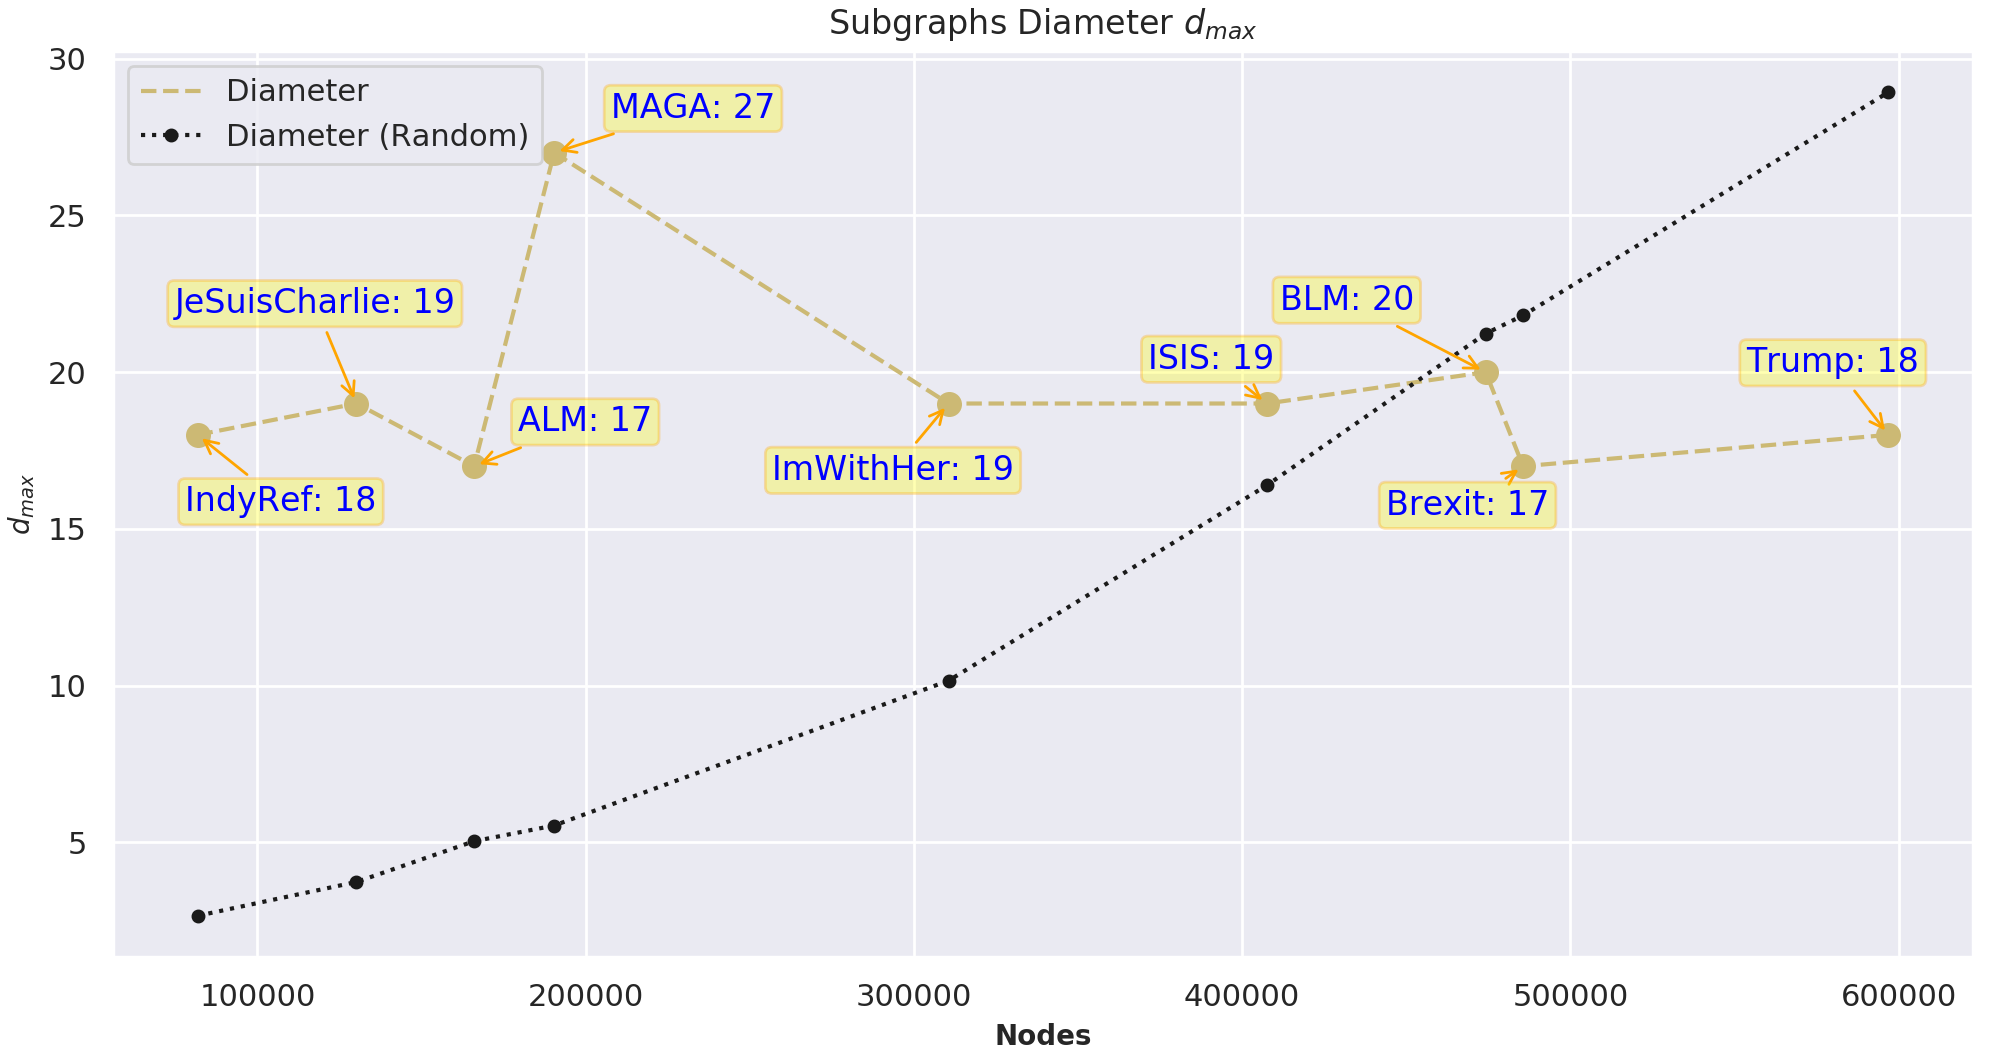 Subgraphs Diameter d_max
30
25
20
15
10
5
d_max
Diameter
Diameter (Random)
MAGA: 27
JeSuisCharlie: 19
BLM: 20
ISIS: 19
Trump: 18
ALM: 17
ImWithHer: 19
IndyRef: 18
Brexit: 17
100000 200000 300000 400000 500000 600000
Nodes